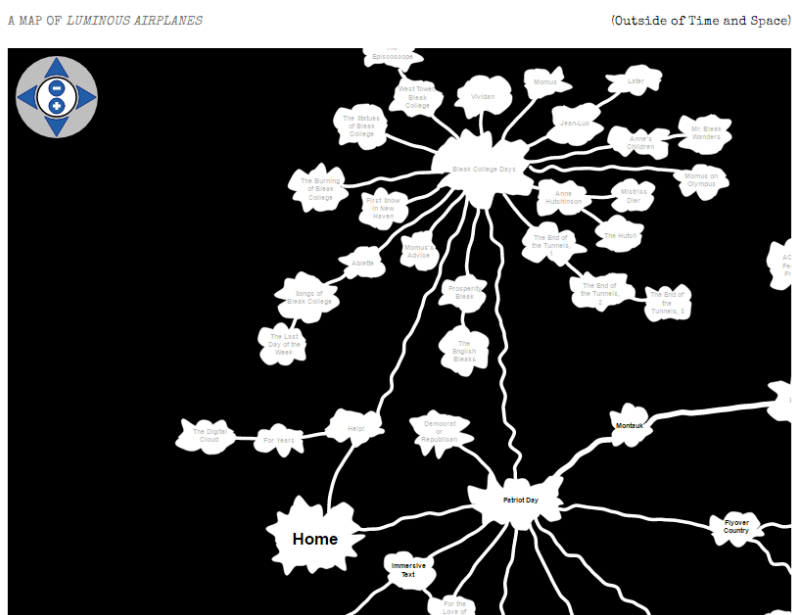 A MAP OF LUMINOUS AIRPLANES
(Outside of Time and Space)
Episcoscope
West Tower,
Bleak
College
Vividan
Momus
Later
The Statues
of Bleak
College
Jean-Luc
Anne's
Children
Mr. Bleak
Wanders
Bleak College Days
The Burning
of Bleak
College
Momus on
Olympus
First Snow
in New
Haven
Anne
Hutchinson
Mistriss
Dier
The Hutch
Momus's
Advice
The End of
the Tunnels,
1
Ablette
Songs of
Bleak College
Prosperity
Bleak
The End of
the Tunnels,
2
The End of
the Tunnels, 3
The Last
Day of the
Week
The
English
Bleaks
The Digital
Cloud
For Years
Help!
Democrat
or
Republican
Montauk
Patriot Day
Home
Flyover
Country
Immersive
Text
For the
Love of